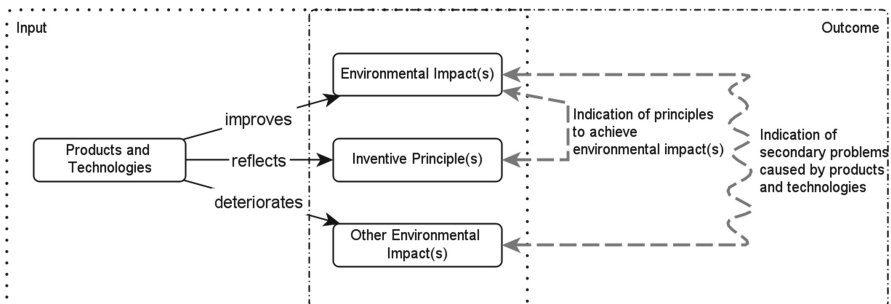 Input
Outcome
Environmental Impact(s)
improves
Products and
Technologies
reflects
Inventive Principle(s)
deteriorates
Other Environmental
Impact(s)
Indication of principles
to achieve
environmental impact(s)
Indication of
secondary problems
caused by products
and technologies